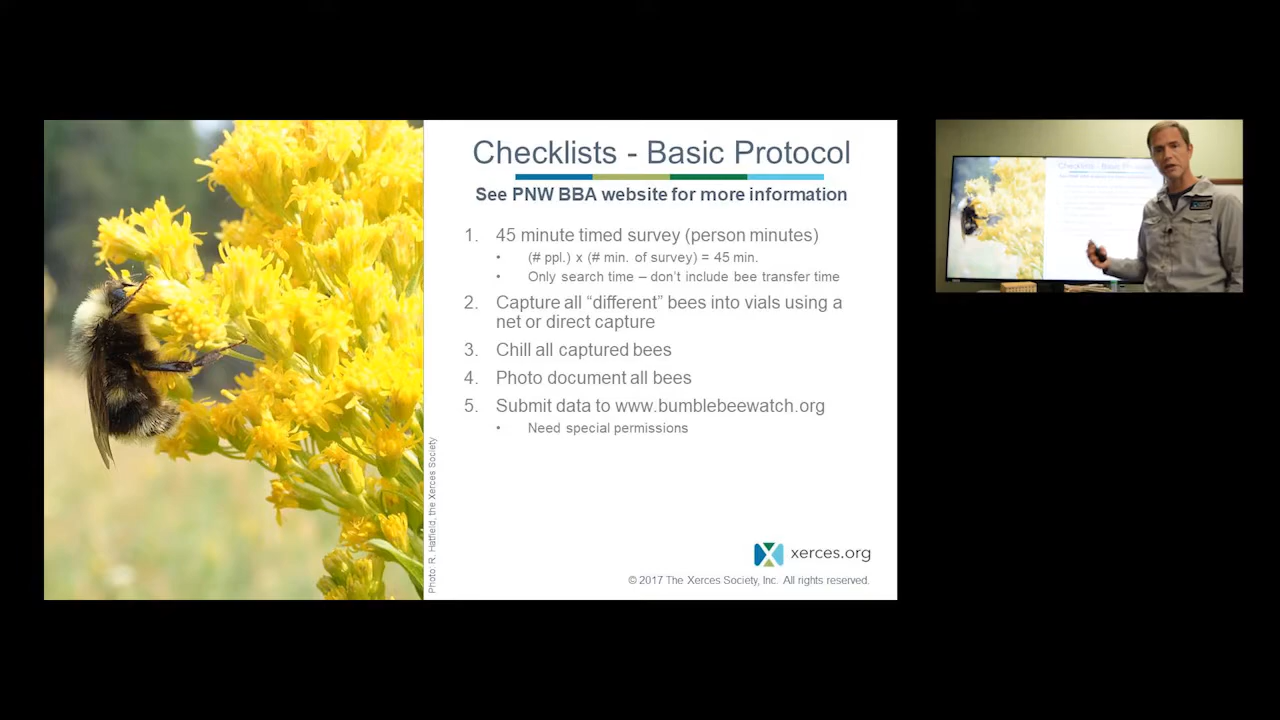 Checklists - Basic Protocol
See PNW BBA website for more information
1. 45 minute timed survey (person minutes)
• (# ppl.) x (# min. of survey) = 45 min.
• Only search time – don't include bee transfer time
2. Capture all “different” bees into vials using a
net or direct capture
3. Chill all captured bees
4. Photo document all bees
5. Submit data to www.bumblebeewatch.org
• Need special permissions
Photo: R. Hatfield, the Xerces Society
xerces.org
© 2017 The Xerces Society, Inc. All rights reserved.
Checklists - Basic